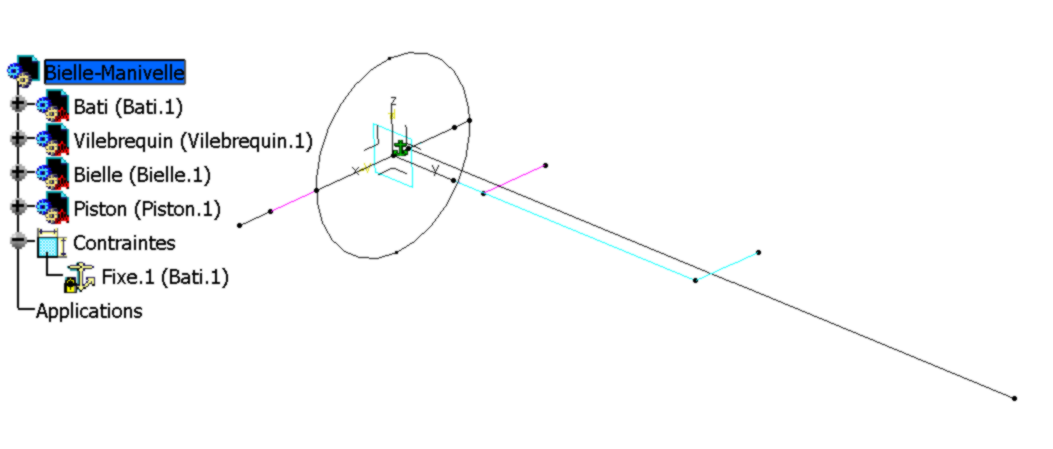 Bielle-Manivelle
Bati (Bati.1)
Vilebrequin (Vilebrequin.1)
Bielle (Bielle.1)
Piston (Piston.1)
Contraintes
Fixe.1 (Bati.1)
Applications
z
x
y